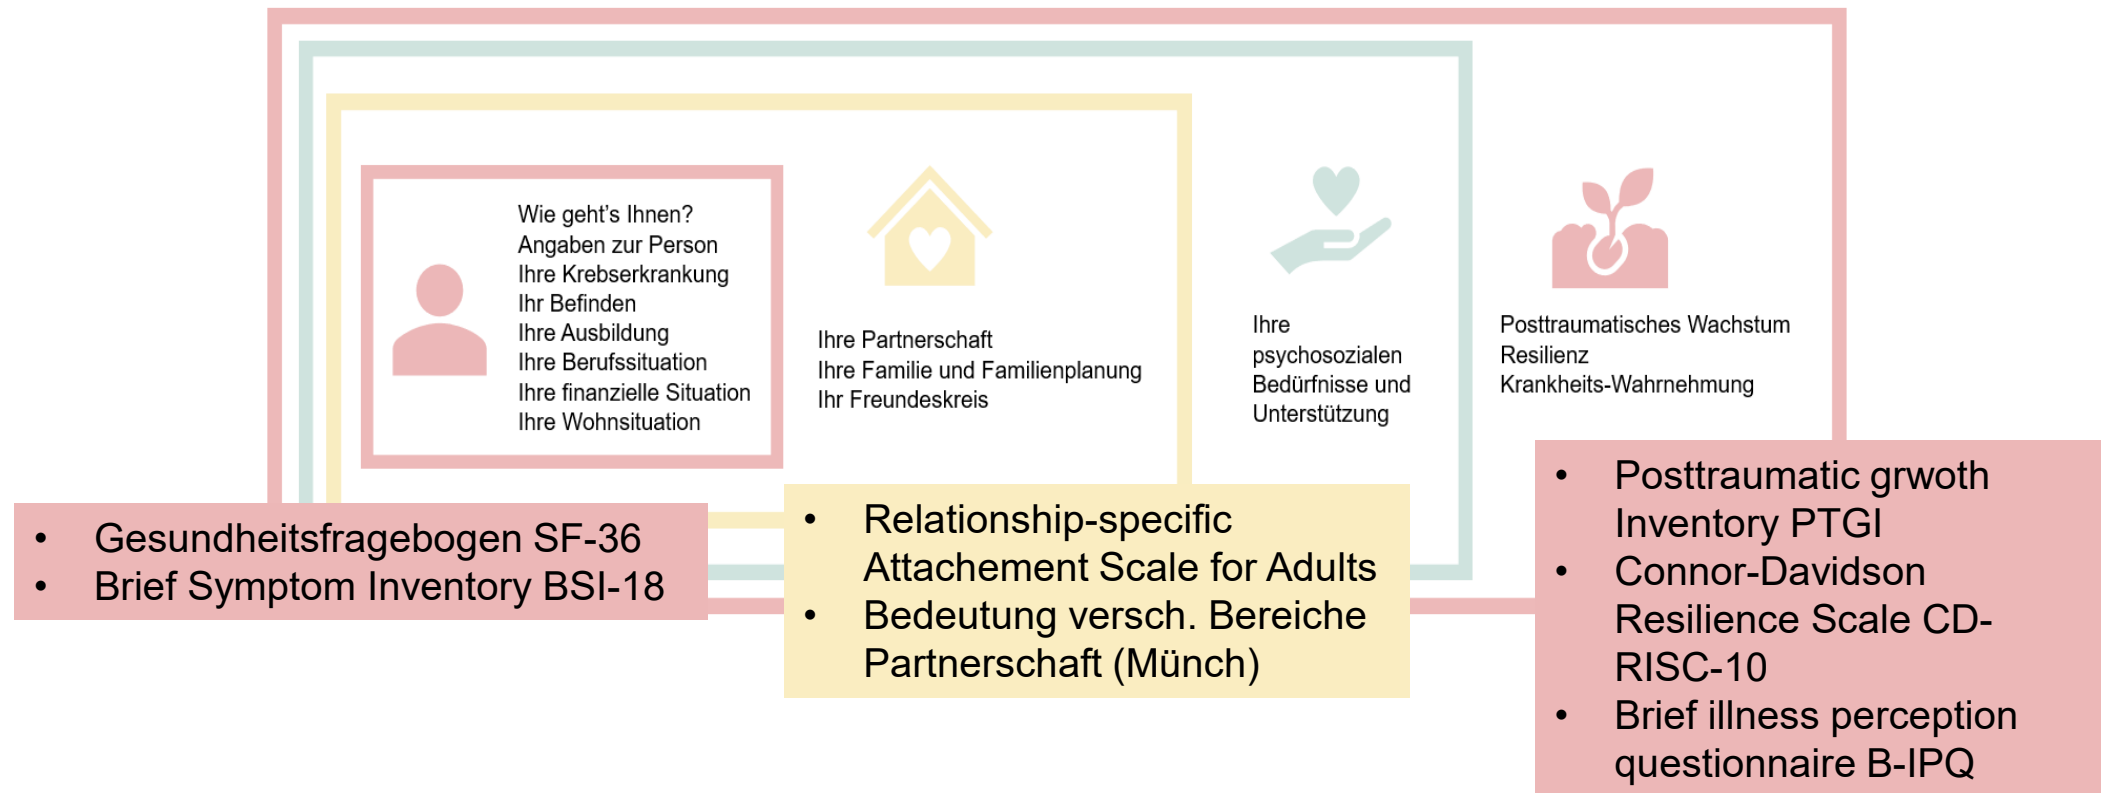 Wie geht's Ihnen?
Angaben zur Person
Ihre Krebserkrankung
Ihr Befinden
Ihre Ausbildung
Ihre Berufssituation
Ihre finanzielle Situation
Ihre Wohnsituation
Ihre Partnerschaft
Ihre Familie und Familienplanung
Ihr Freundeskreis
Ihre
psychosozialen
Bedürfnisse und
Unterstützung
Posttraumatisches Wachstum
Resilienz
Krankheits-Wahrnehmung
• Gesundheitsfragebogen SF-36
• Brief Symptom Inventory BSI-18
• Relationship-specific
Attachement Scale for Adults
• Bedeutung versch. Bereiche
Partnerschaft (Münch)
• Posttraumatic grwoth
Inventory PTGI
• Connor-Davidson
Resilience Scale CD-
RISC-10
• Brief illness perception
questionnaire B-IPQ